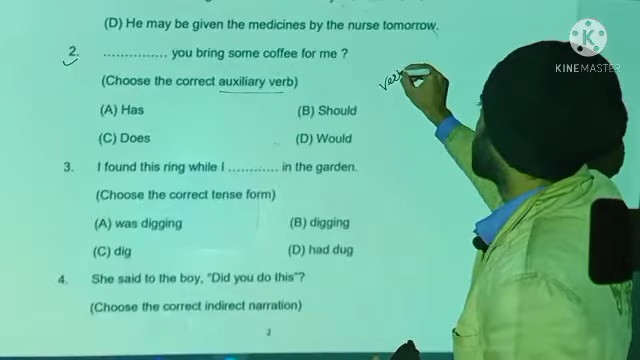 (D) He may be given the medicines by the nurse tomorrow.
2. ................ you bring some coffee for me ?
(Choose the correct auxiliary verb)
(A) Has
(B) Should
(C) Does
(D) Would
3. I found this ring while I ............ in the garden.
(Choose the correct tense form)
(A) was digging
(B) digging
(C) dig
(D) had dug
4. She said to the boy, "Did you do this"?
(Choose the correct indirect narration)
2
Verb
KINEMASTER